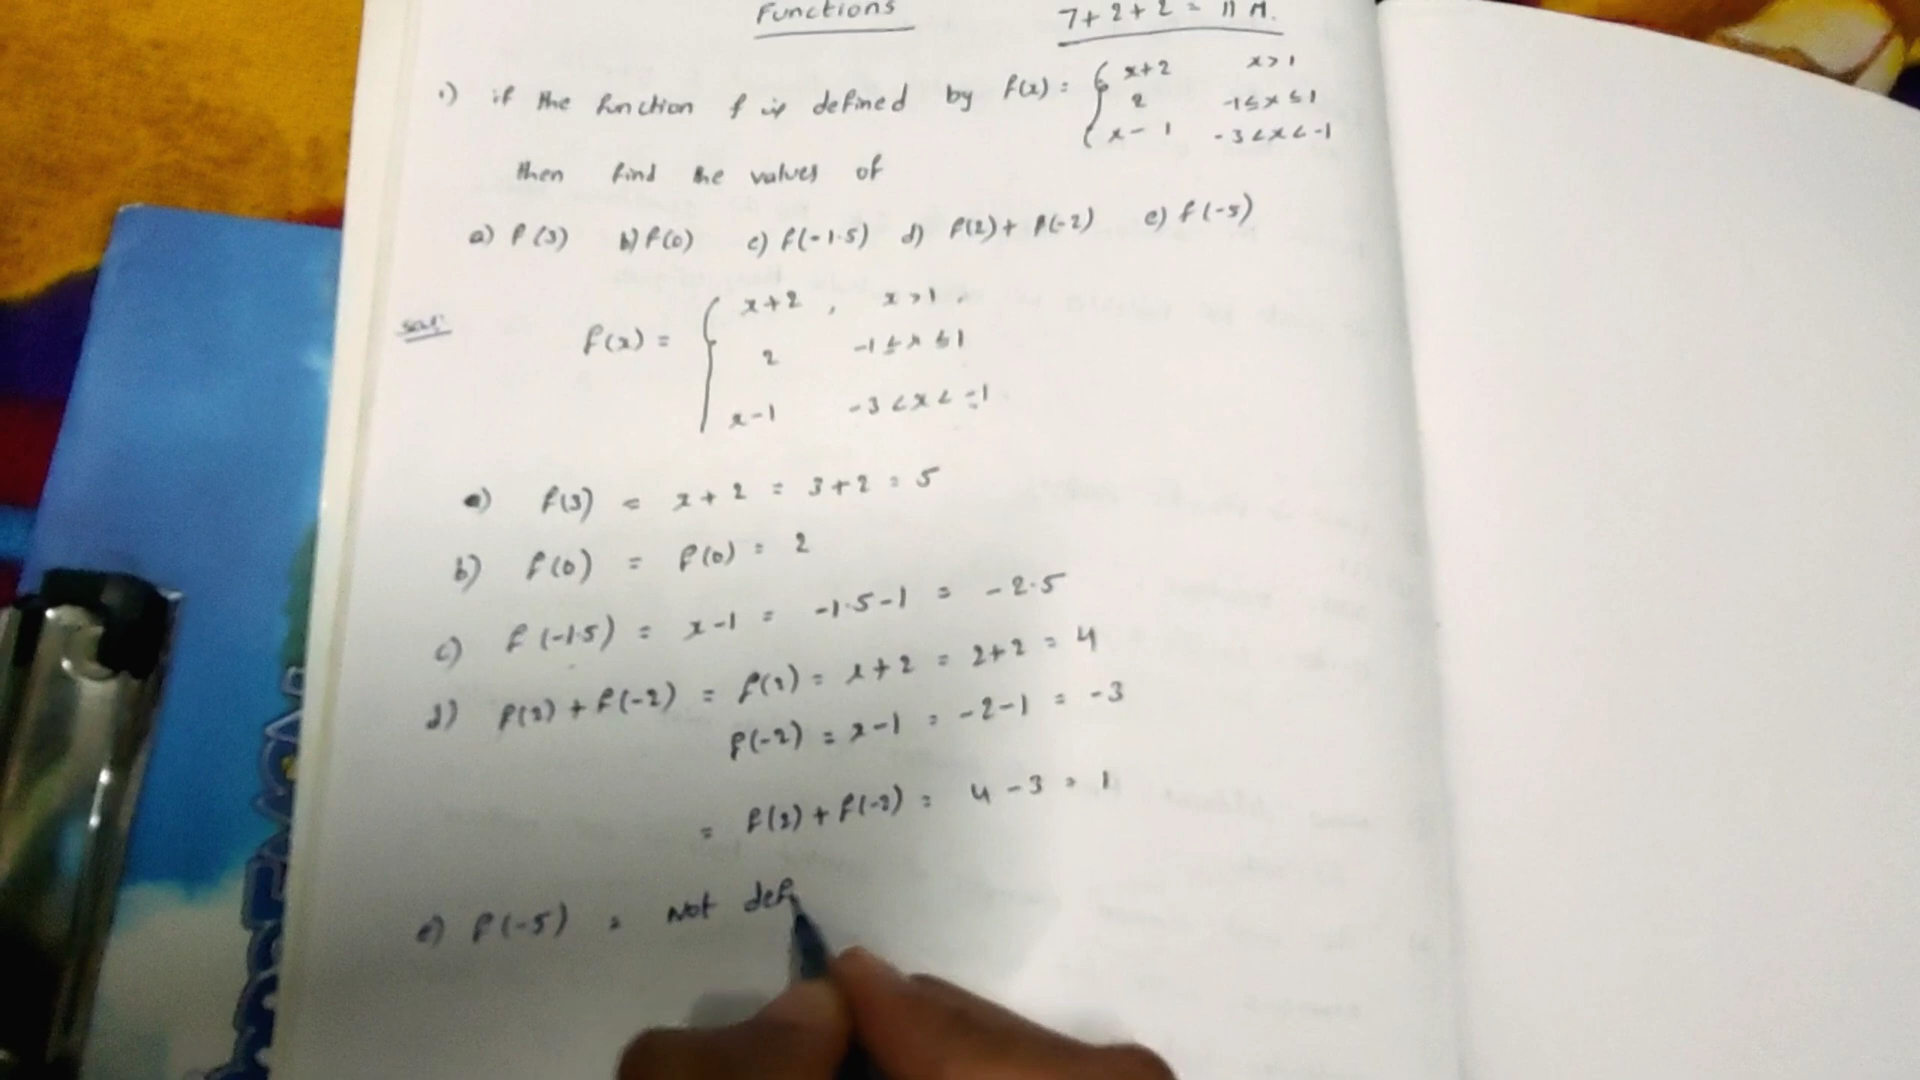 Functions 7+2+2 = 11 M.
1) if the function f is defined by f(x) = { x+2 x>1
2 -1≤x≤1
x-1 -3<x<-1
then find the values of
a) f(3) b) f(0) c) f(-1.5) d) f(2)+ f(-2) e) f(-5)
sol:
f(x) = { x+2 , x>1.
2 -1≤x≤1
x-1 -3<x<-1
a) f(3) = x+2 = 3+2 = 5
b) f(0) = f(0) = 2
c) f(-1.5) = x-1 = -1.5-1 = -2.5
d) f(2)+f(-2) = f(2) = x+2 = 2+2 = 4
f(-2) = x-1 = -2-1 = -3
= f(2)+f(-2) = 4-3 = 1
e) f(-5) = Not def